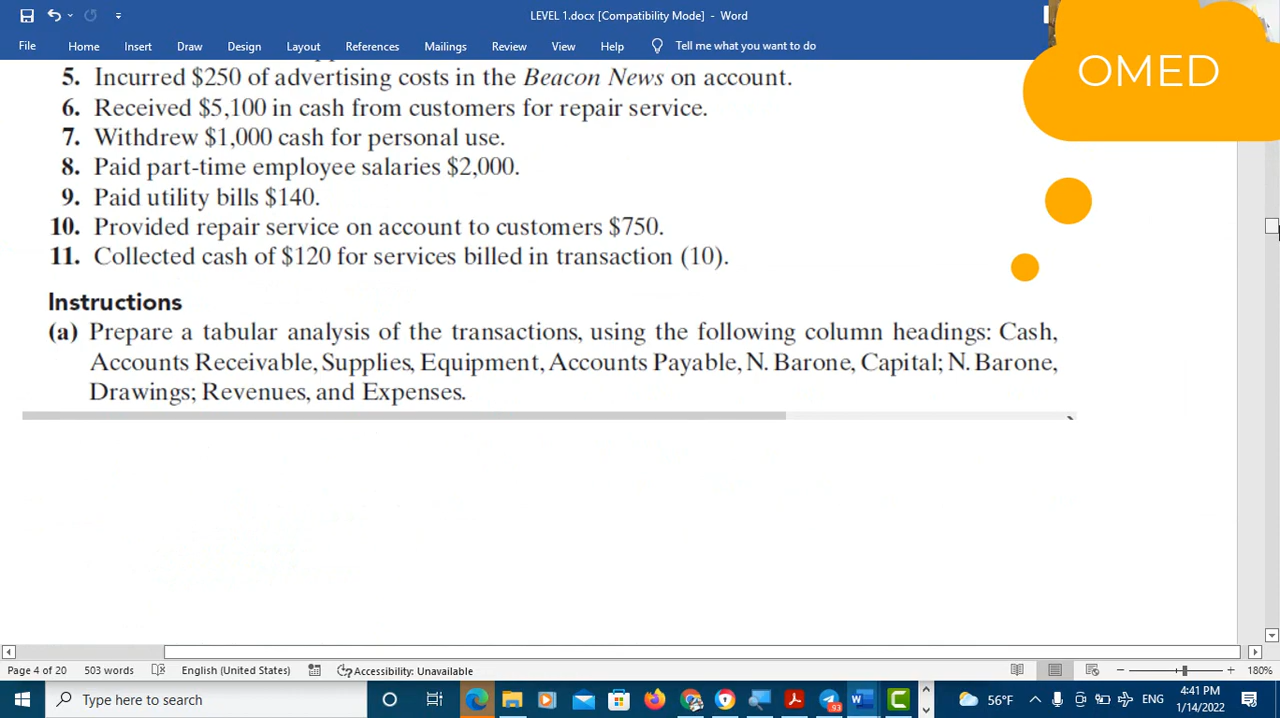 LEVEL 1.docx [Compatibility Mode] - Word
File Home Insert Draw Design Layout References Mailings Review View Help Tell me what you want to do
OMED
5. Incurred $250 of advertising costs in the Beacon News on account.
6. Received $5,100 in cash from customers for repair service.
7. Withdrew $1,000 cash for personal use.
8. Paid part-time employee salaries $2,000.
9. Paid utility bills $140.
10. Provided repair service on account to customers $750.
11. Collected cash of $120 for services billed in transaction (10).
Instructions
(a) Prepare a tabular analysis of the transactions, using the following column headings: Cash,
Accounts Receivable, Supplies, Equipment, Accounts Payable, N. Barone, Capital; N. Barone,
Drawings; Revenues, and Expenses.
Page 4 of 20 503 words English (United States) Accessibility: Unavailable 180%
Type here to search 93 56°F ENG 4:41 PM
1/14/2022